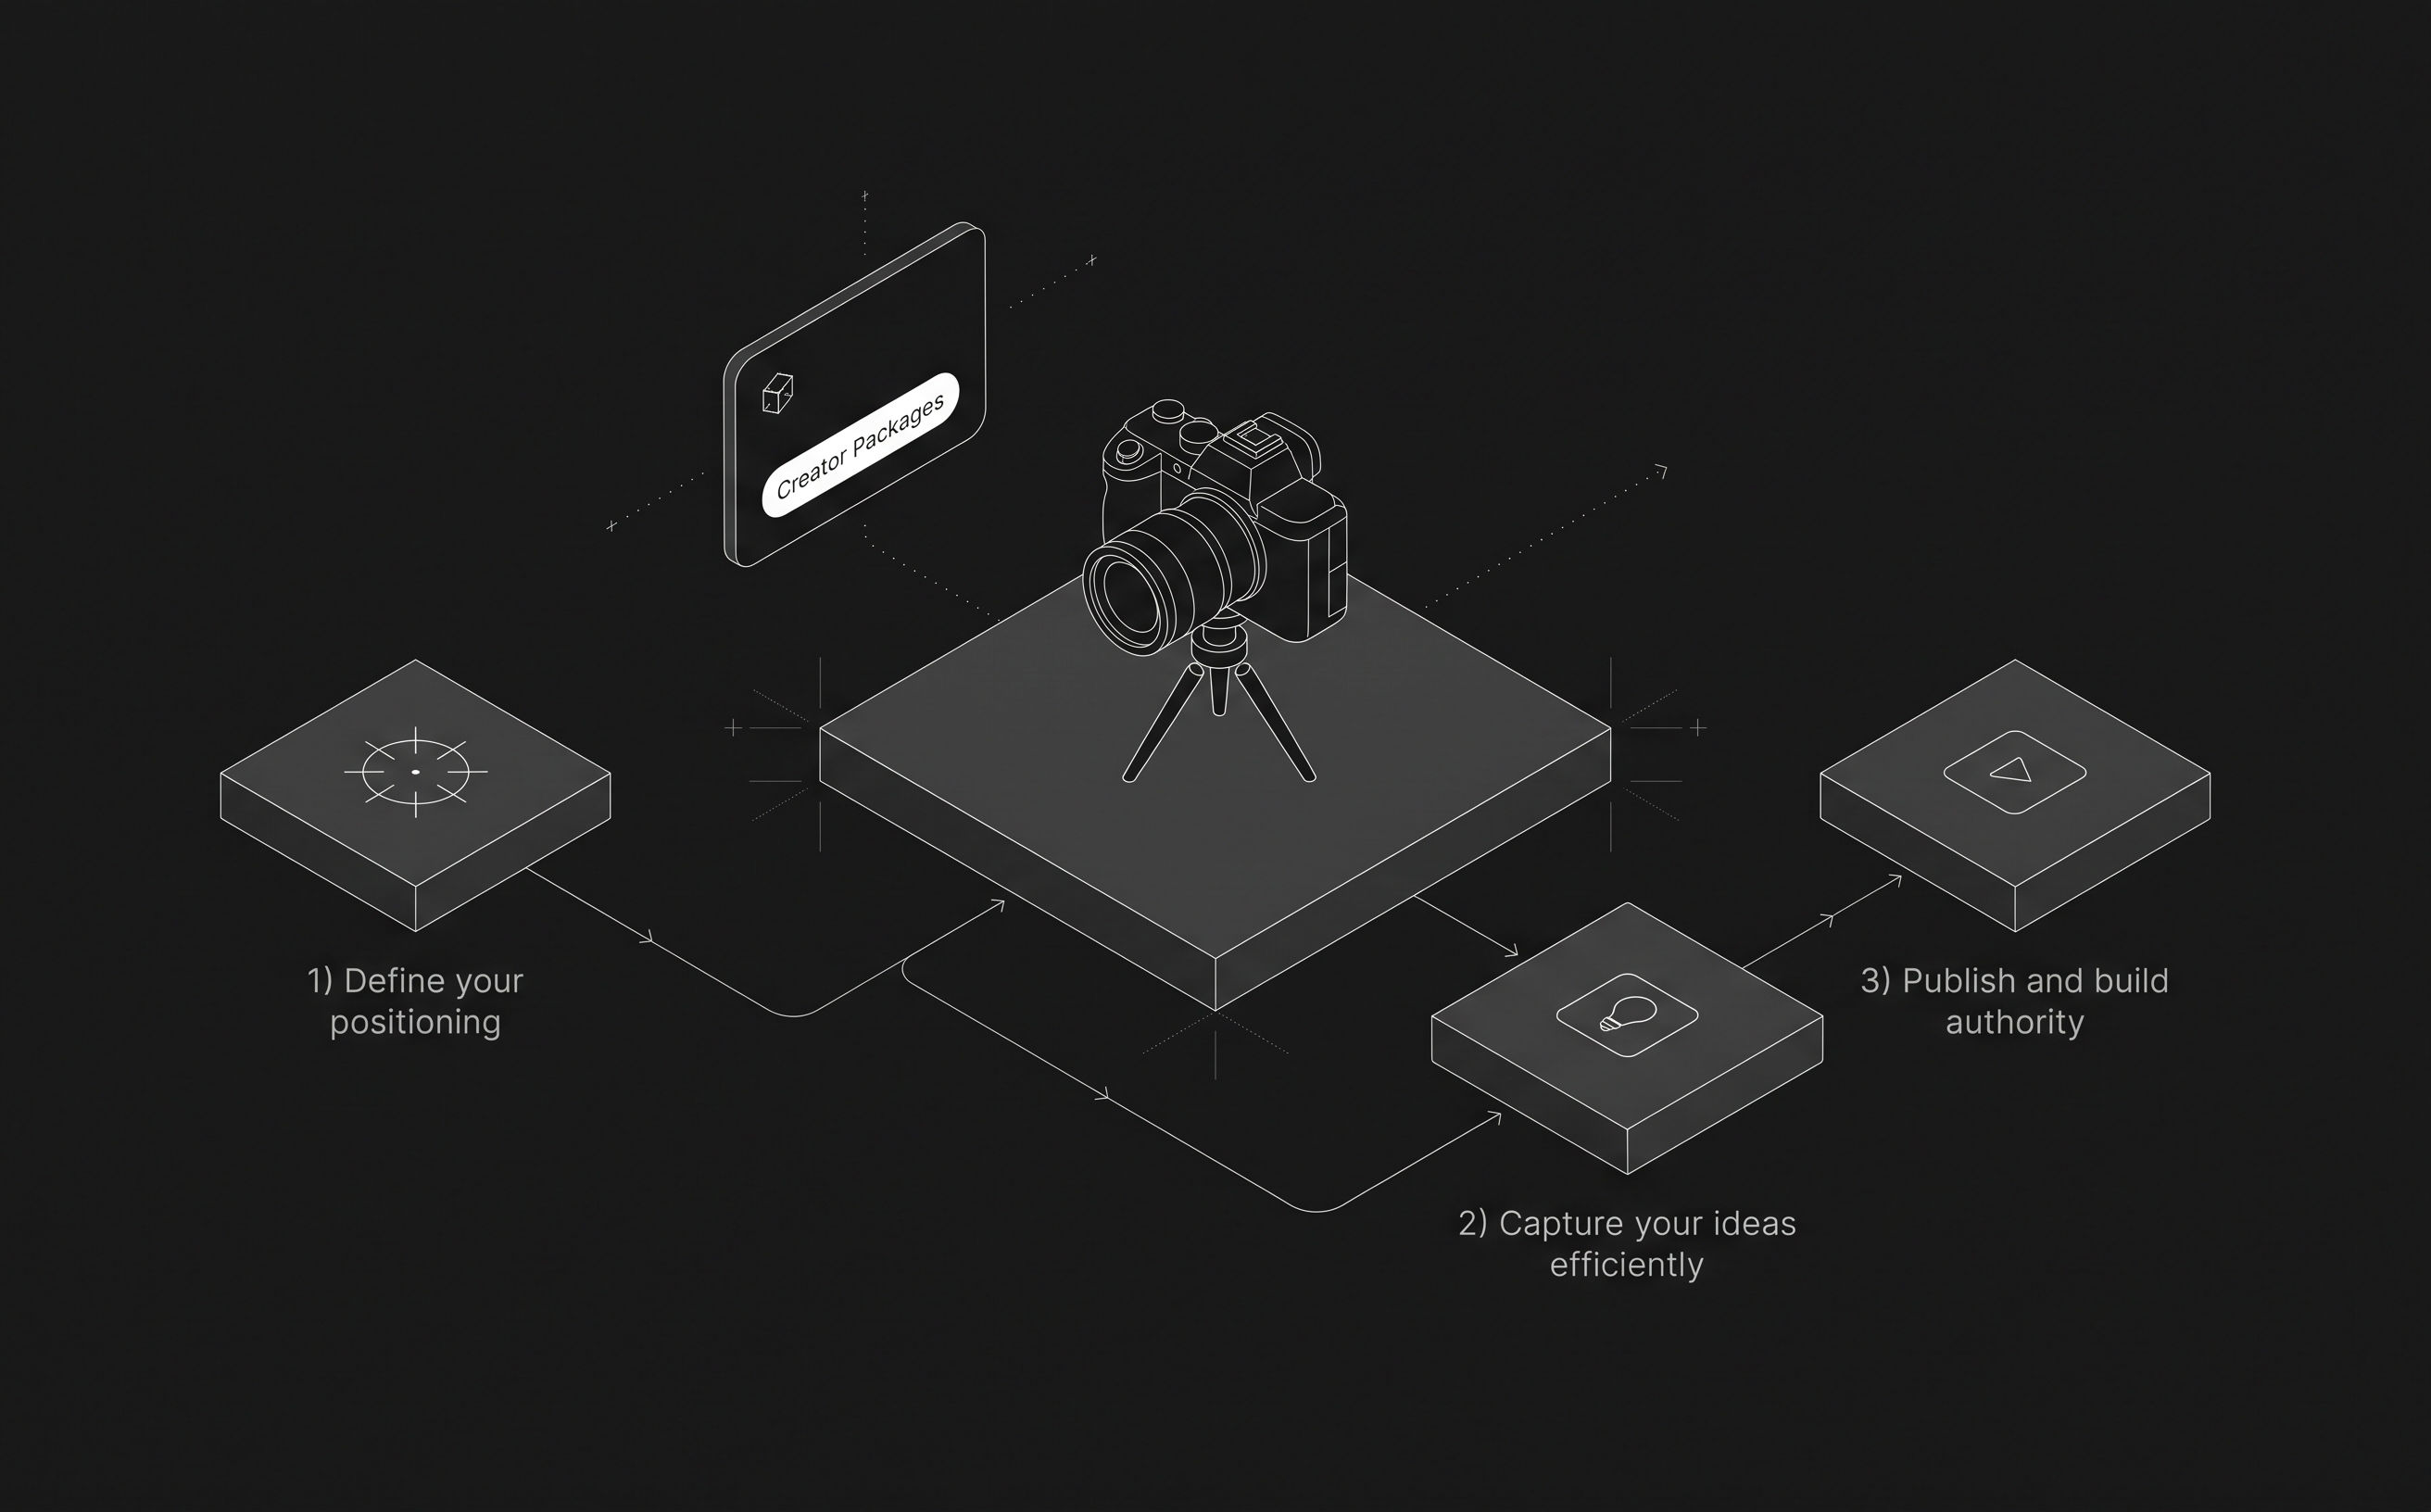 Creator Packages
1) Define your
positioning
2) Capture your ideas
efficiently
3) Publish and build
authority